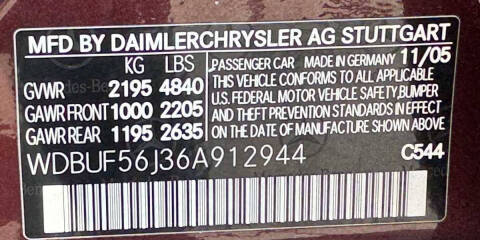 MFD BY DAIMLERCHRYSLER AG STUTTGART
KG LBS
GVWR 2195 4840
GAWR FRONT 1000 2205
GAWR REAR 1195 2635
PASSENGER CAR MADE IN GERMANY 11/05
THIS VEHICLE CONFORMS TO ALL APPLICABLE
U.S. FEDERAL MOTOR VEHICLE SAFETY, BUMPER
AND THEFT PREVENTION STANDARDS IN EFFECT
ON THE DATE OF MANUFACTURE SHOWN ABOVE.
WDBUF56J36A912944 C544